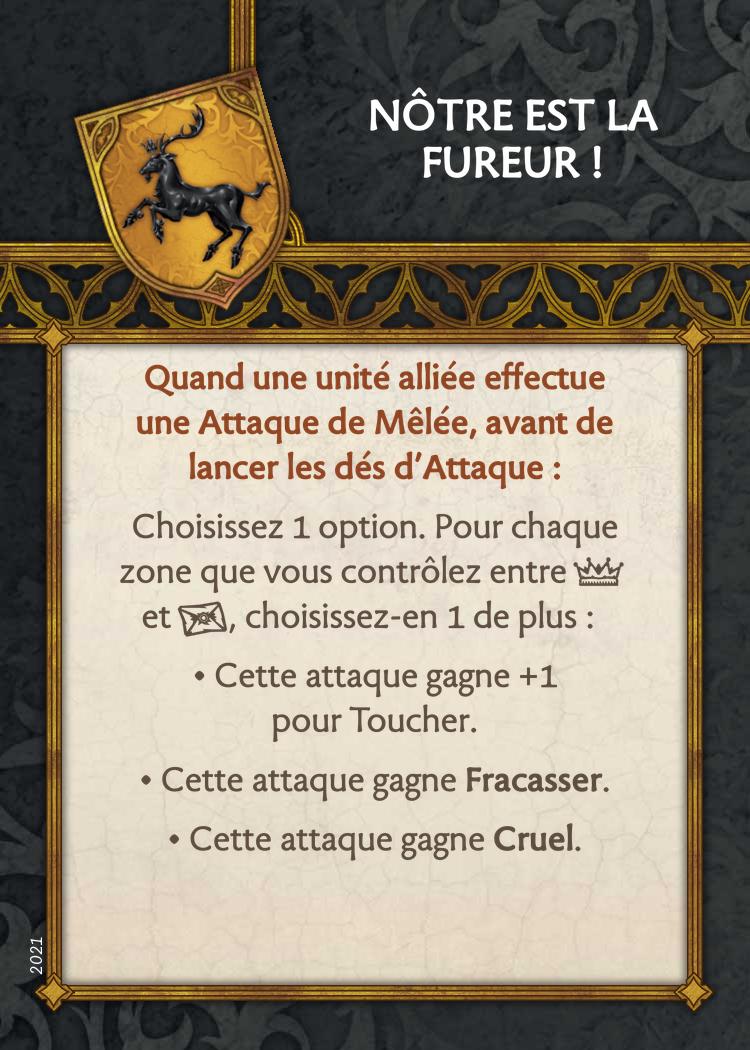 NÔTRE EST LA
FUREUR !
Quand une unité alliée effectue
une Attaque de Mêlée, avant de
lancer les dés d’Attaque :
Choisissez 1 option. Pour chaque
zone que vous contrôlez entre
et , choisissez-en 1 de plus :
• Cette attaque gagne +1
pour Toucher.
• Cette attaque gagne Fracasser.
• Cette attaque gagne Cruel.
2021